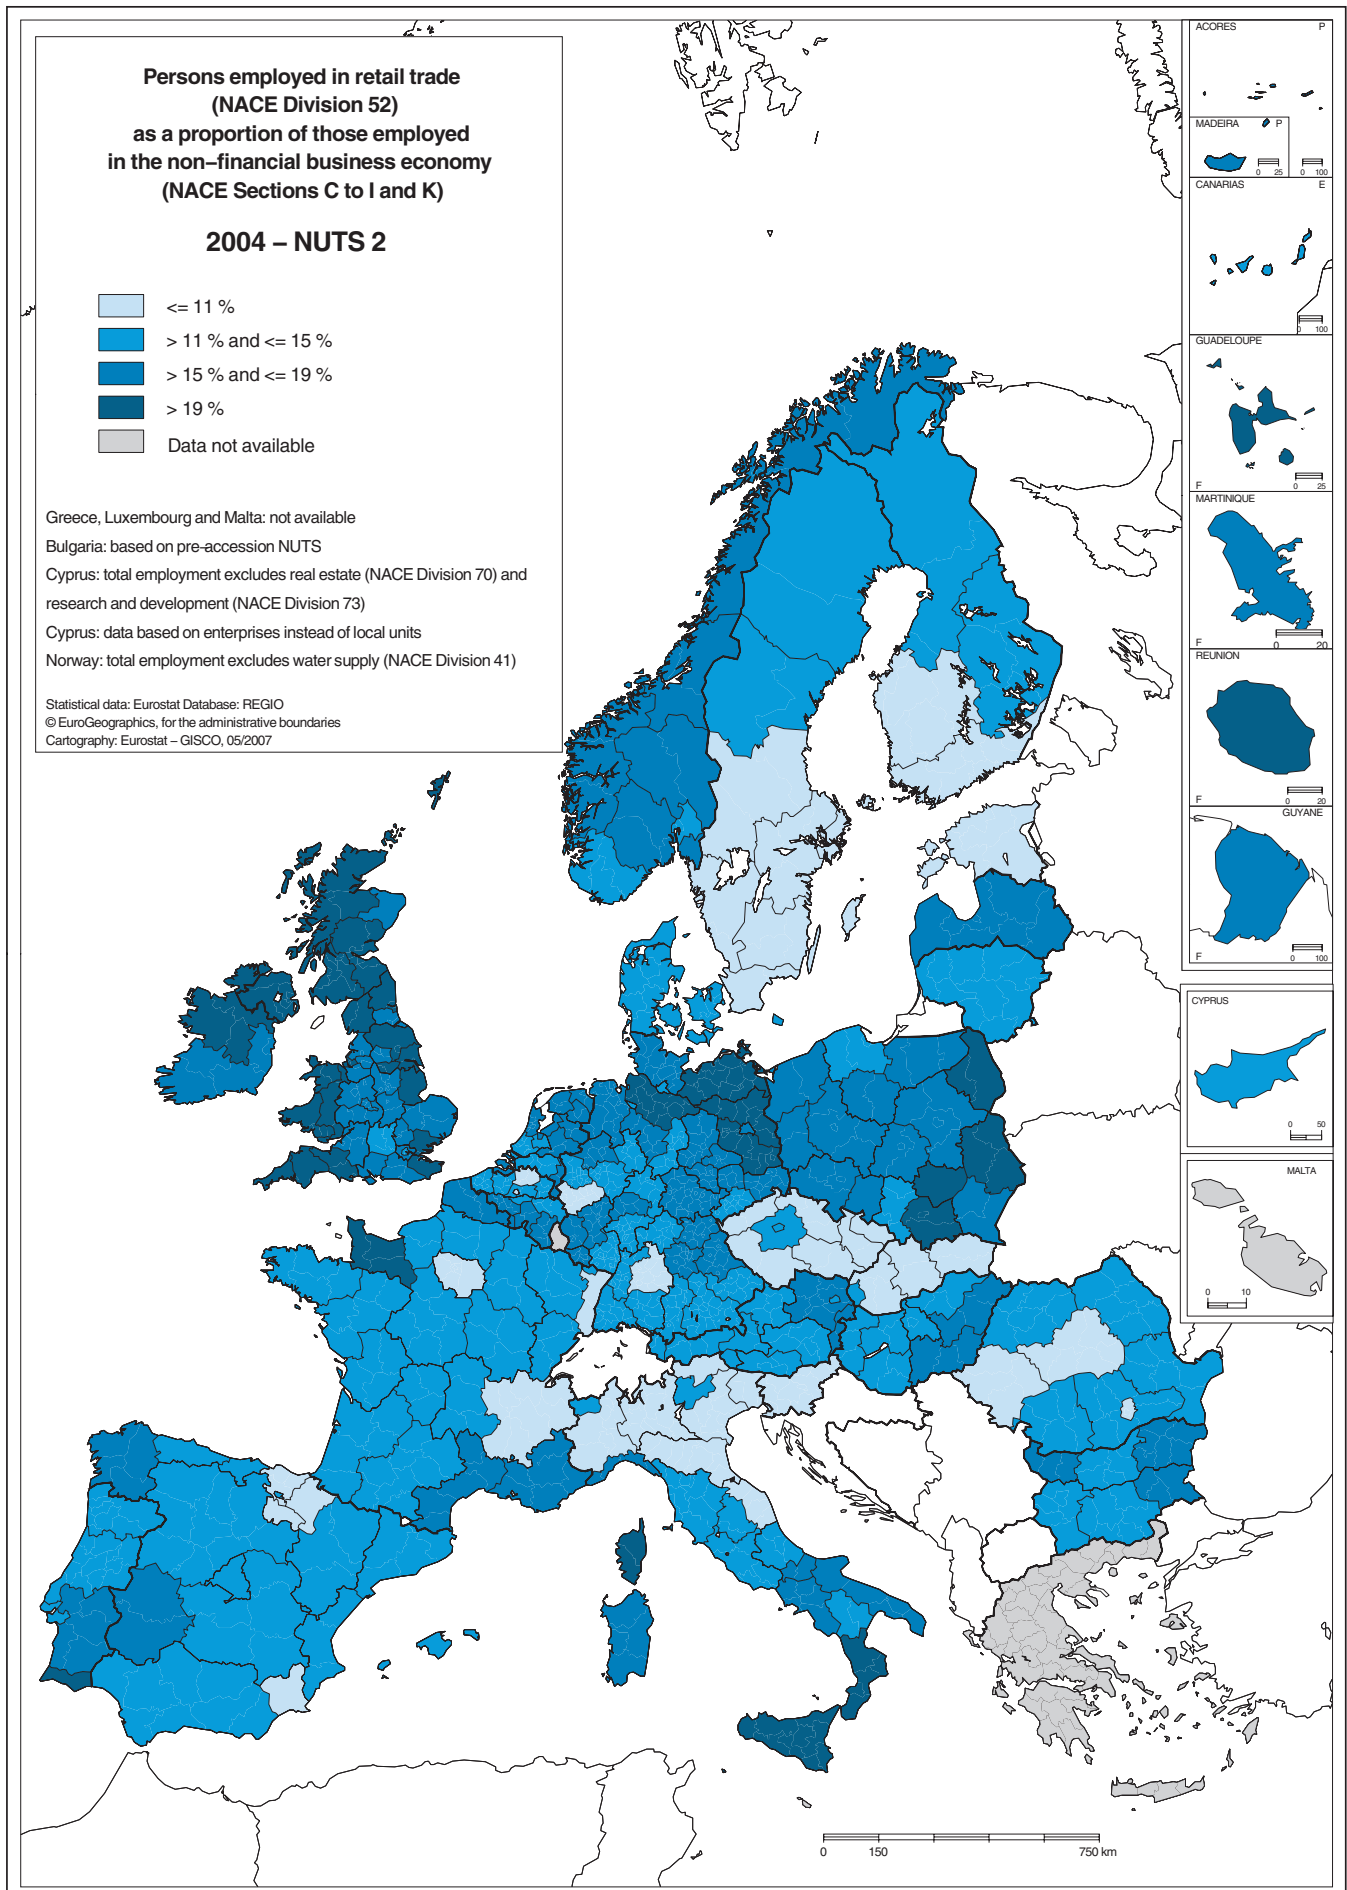 Persons employed in retail trade
(NACE Division 52)
as a proportion of those employed
in the non–financial business economy
(NACE Sections C to I and K)
2004 – NUTS 2
<= 11 %
> 11 % and <= 15 %
> 15 % and <= 19 %
> 19 %
Data not available
Greece, Luxembourg and Malta: not available
Bulgaria: based on pre-accession NUTS
Cyprus: total employment excludes real estate (NACE Division 70) and
research and development (NACE Division 73)
Cyprus: data based on enterprises instead of local units
Norway: total employment excludes water supply (NACE Division 41)
Statistical data: Eurostat Database: REGIO
© EuroGeographics, for the administrative boundaries
Cartography: Eurostat – GISCO, 05/2007
ACORES P
MADEIRA P
0 25 0 100
CANARIAS E
0 100
GUADELOUPE
F 0 25
MARTINIQUE
F 0 20
REUNION
F 0 20
GUYANE
F 0 100
CYPRUS
0 50
MALTA
0 10
0 150 750 km